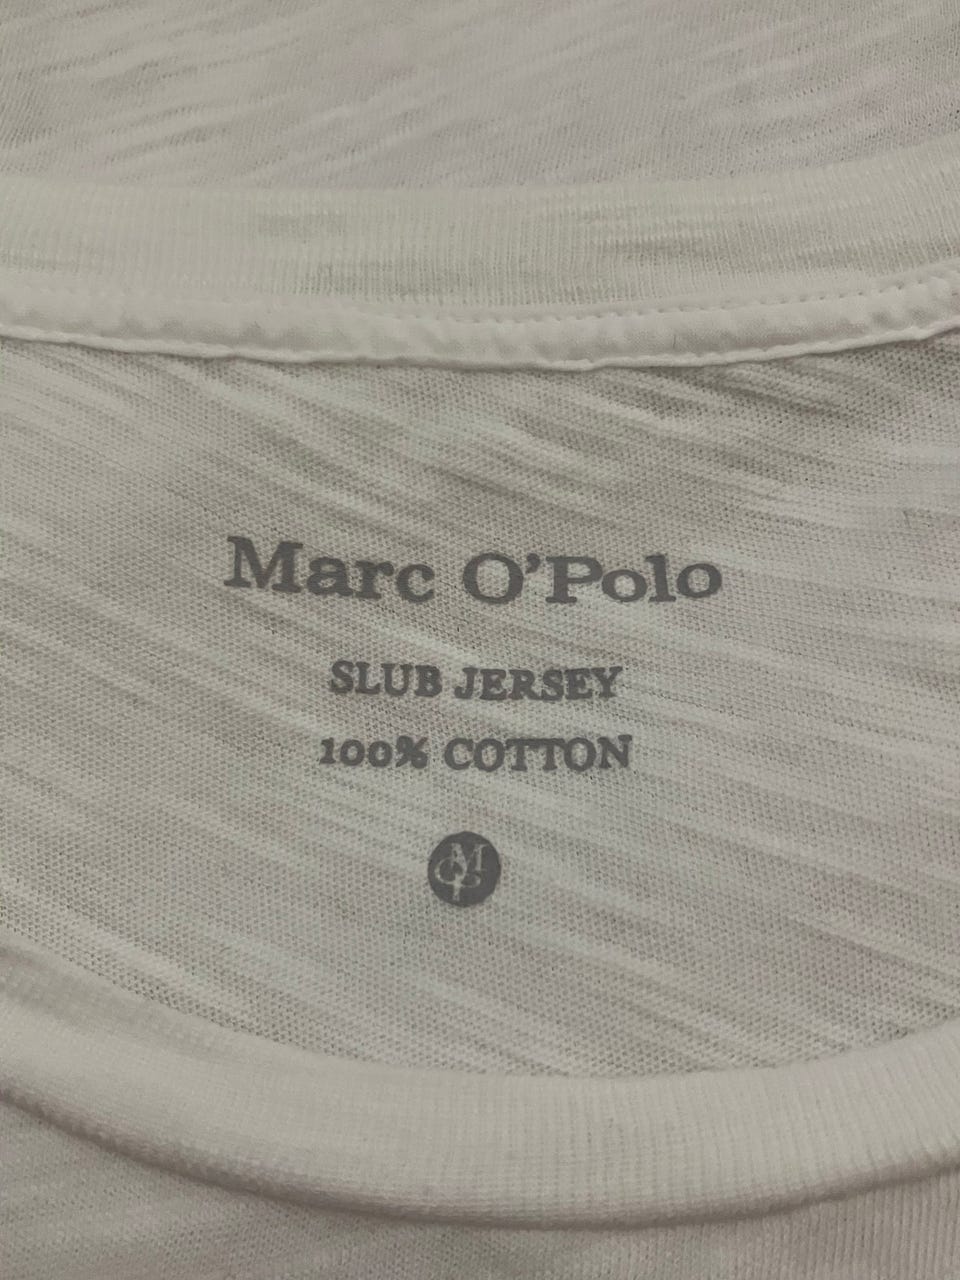 Marc O'Polo
SLUB JERSEY
100% COTTON